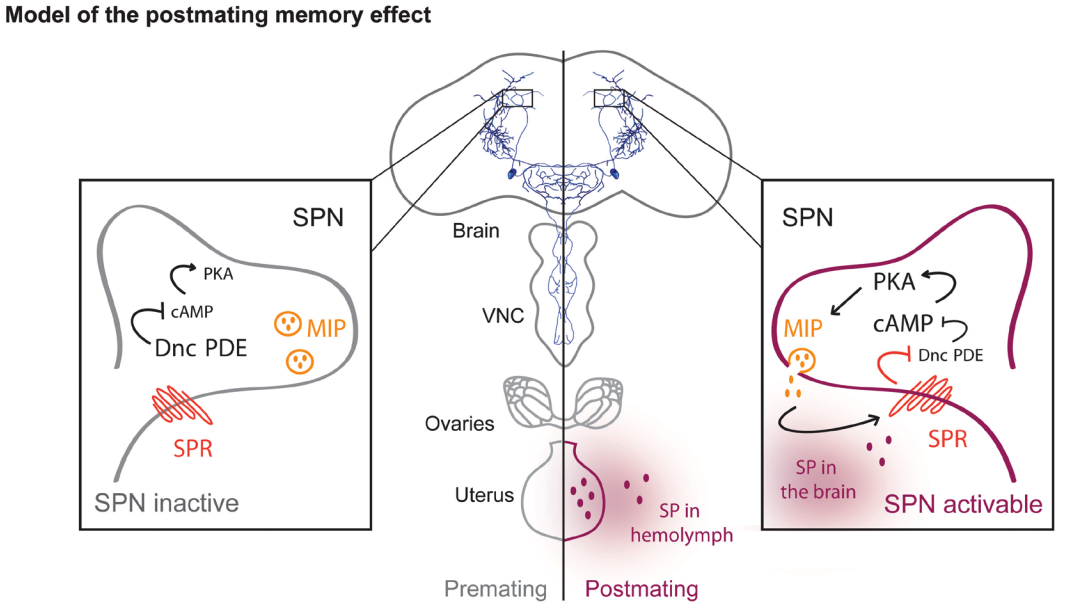 Model of the postmating memory effect
SPN
PKA
cAMP
Dnc PDE
MIP
SPR
SPN inactive
Brain
VNC
Ovaries
Uterus
SP in
hemolymph
Premating
Postmating
SPN
PKA
MIP
cAMP
Dnc PDE
SPR
SP in
the brain
SPN activable